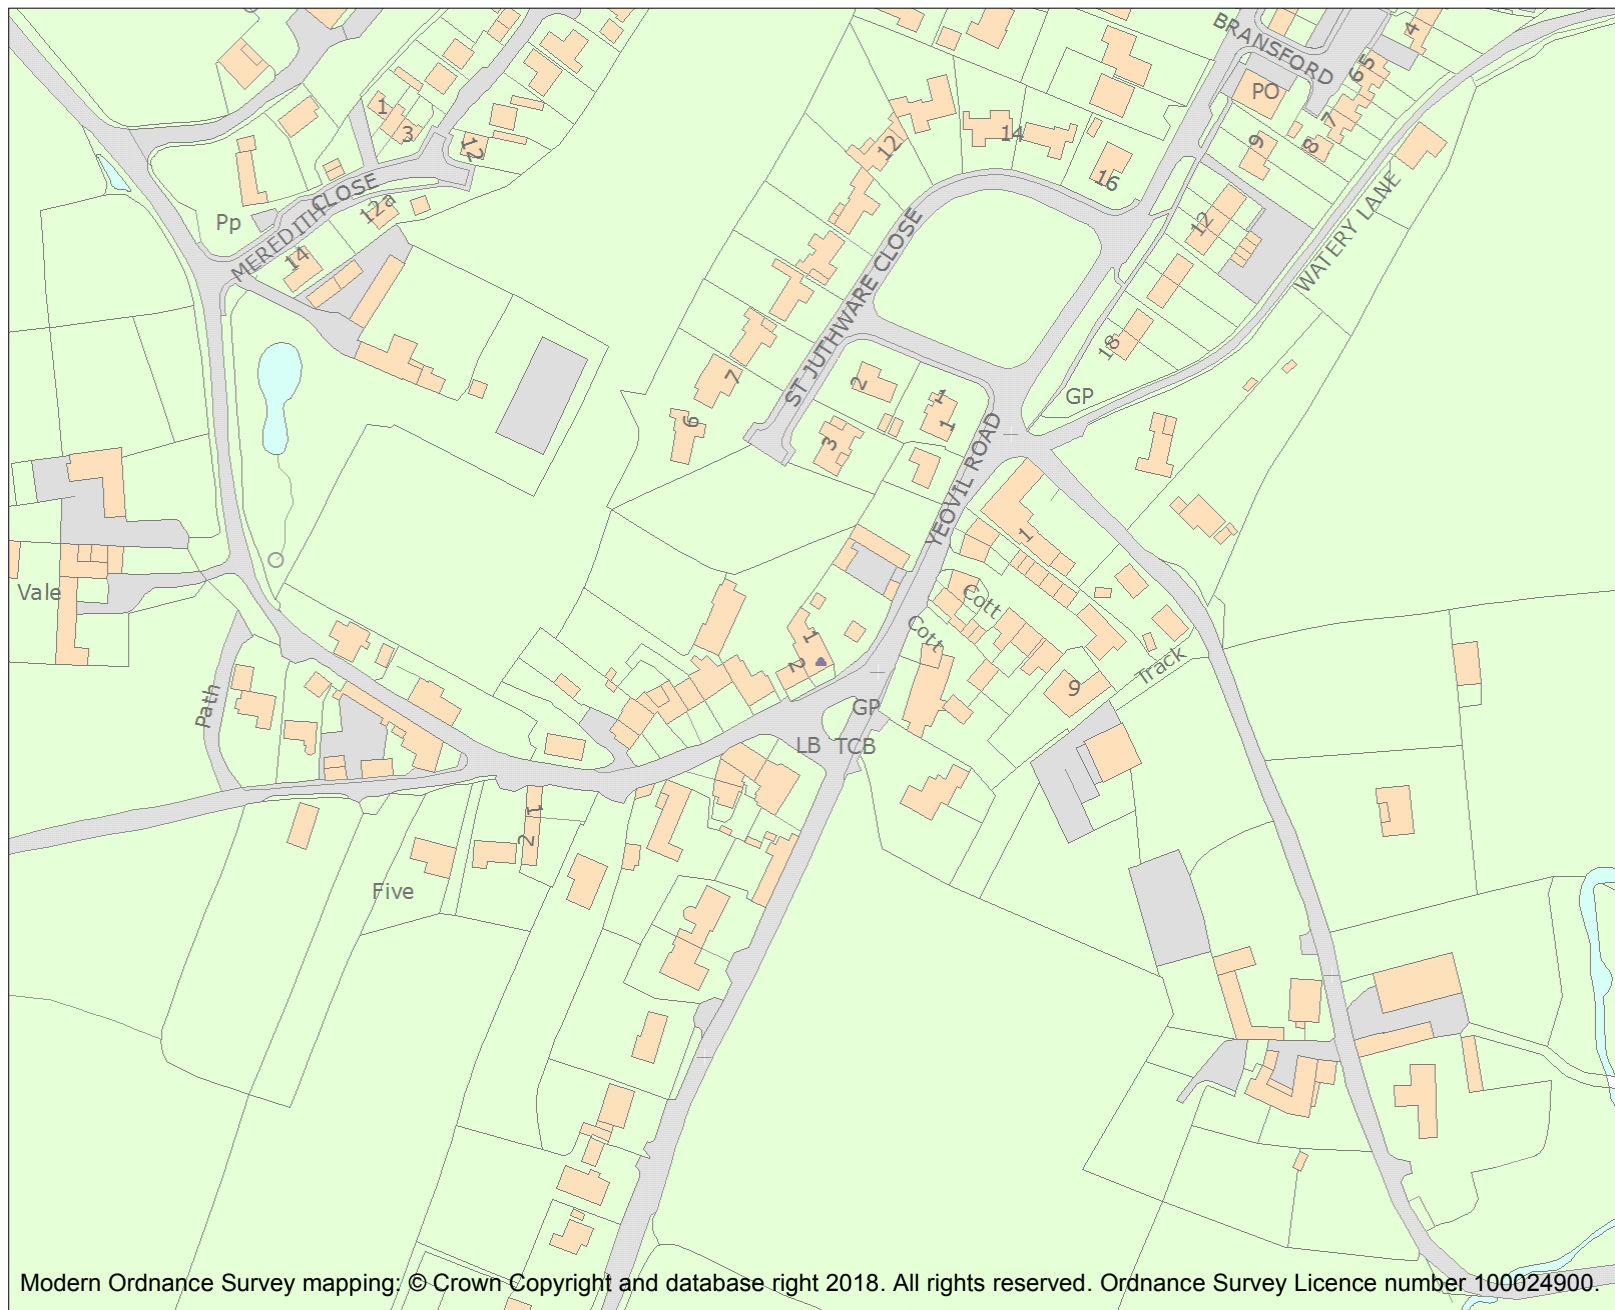 BRANSFORD
4
5
6
PO
7
8
9
1
3
12
12
14
16
MEREDITH CLOSE
12a
Pp
14
12
WATERY LANE
ST JUTHWARE CLOSE
18
7
2
1
1
GP
6
3
YEOVIL ROAD
1
Vale
Cott
Cott
1
2
Track
Path
9
GP
LB
TCB
1
2
Five
Modern Ordnance Survey mapping: © Crown Copyright and database right 2018. All rights reserved. Ordnance Survey Licence number 100024900.